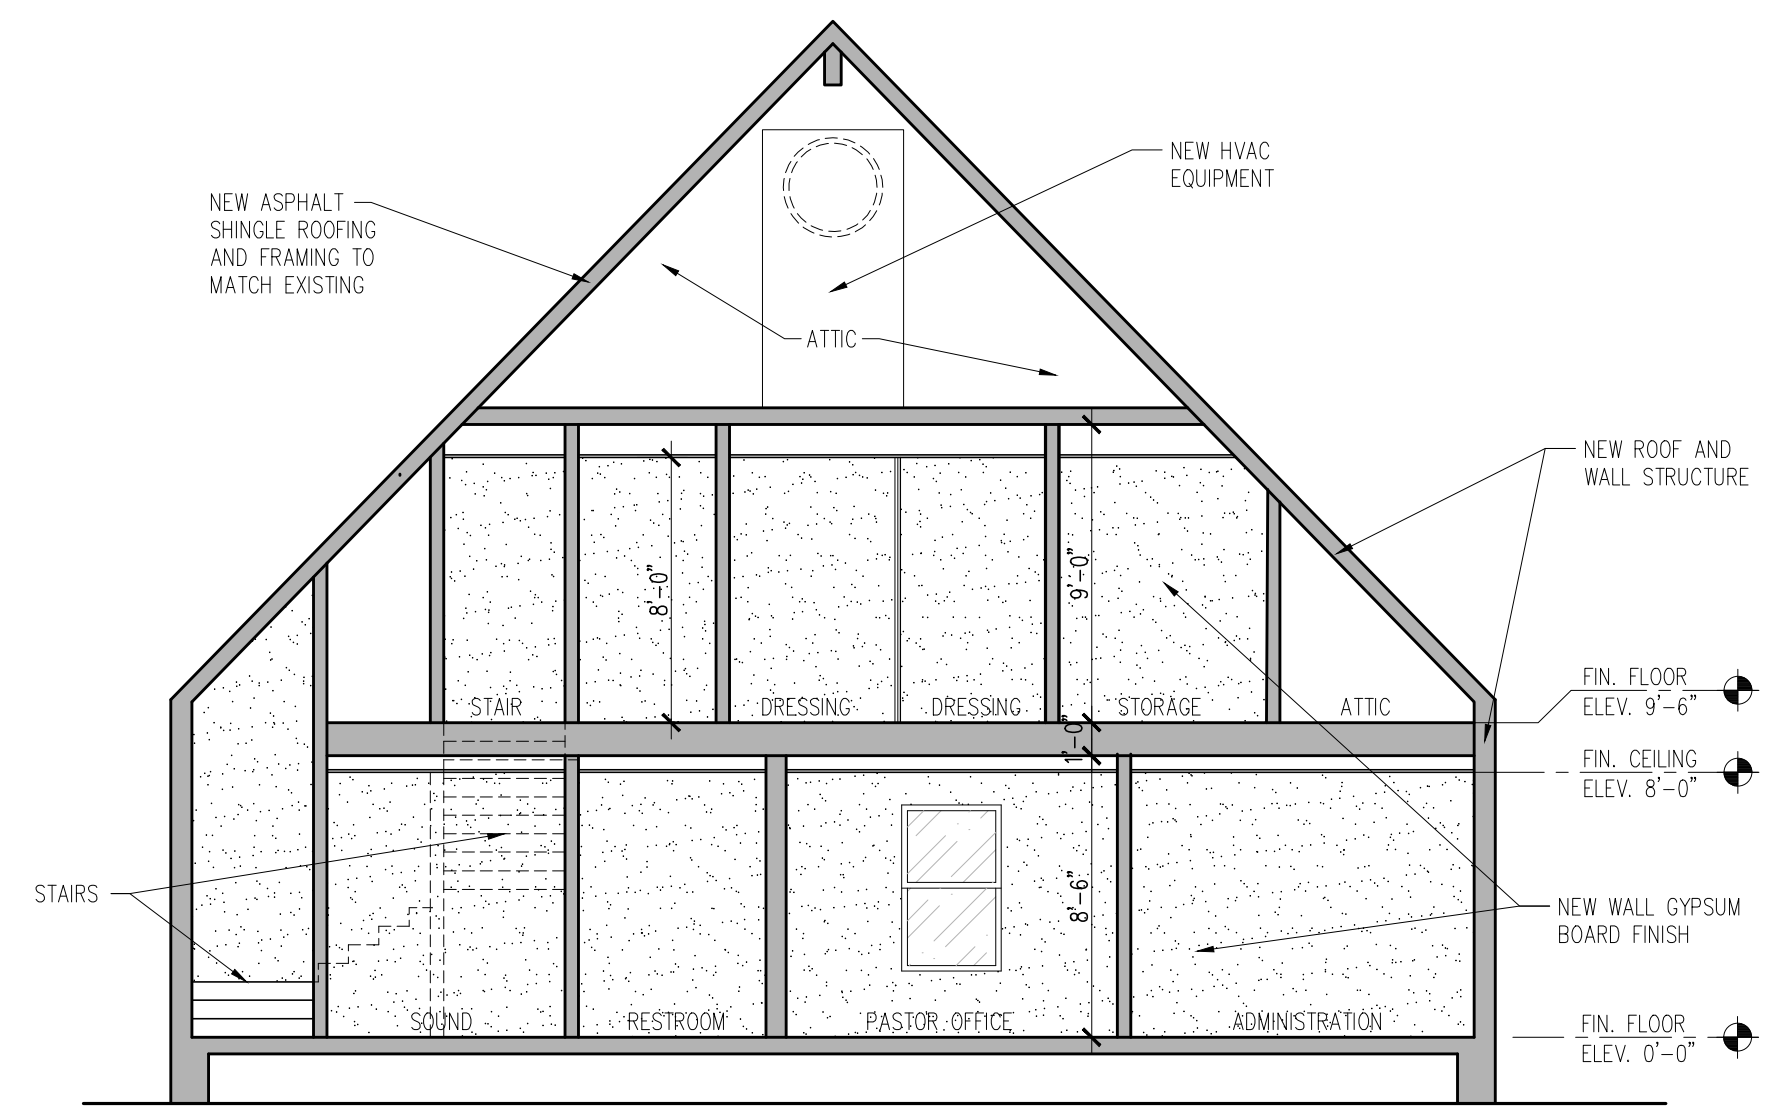 NEW HVAC
EQUIPMENT
NEW ASPHALT
SHINGLE ROOFING
AND FRAMING TO
MATCH EXISTING
ATTIC
NEW ROOF AND
WALL STRUCTURE
8'-0"
9'-0"
STAIR
DRESSING
DRESSING
STORAGE
ATTIC
FIN. FLOOR
ELEV. 9'-6"
1'-0"
FIN. CEILING
ELEV. 8'-0"
STAIRS
8'-6"
NEW WALL GYPSUM
BOARD FINISH
SOUND
RESTROOM
PASTOR OFFICE
ADMINISTRATION
FIN. FLOOR
ELEV. 0'-0"